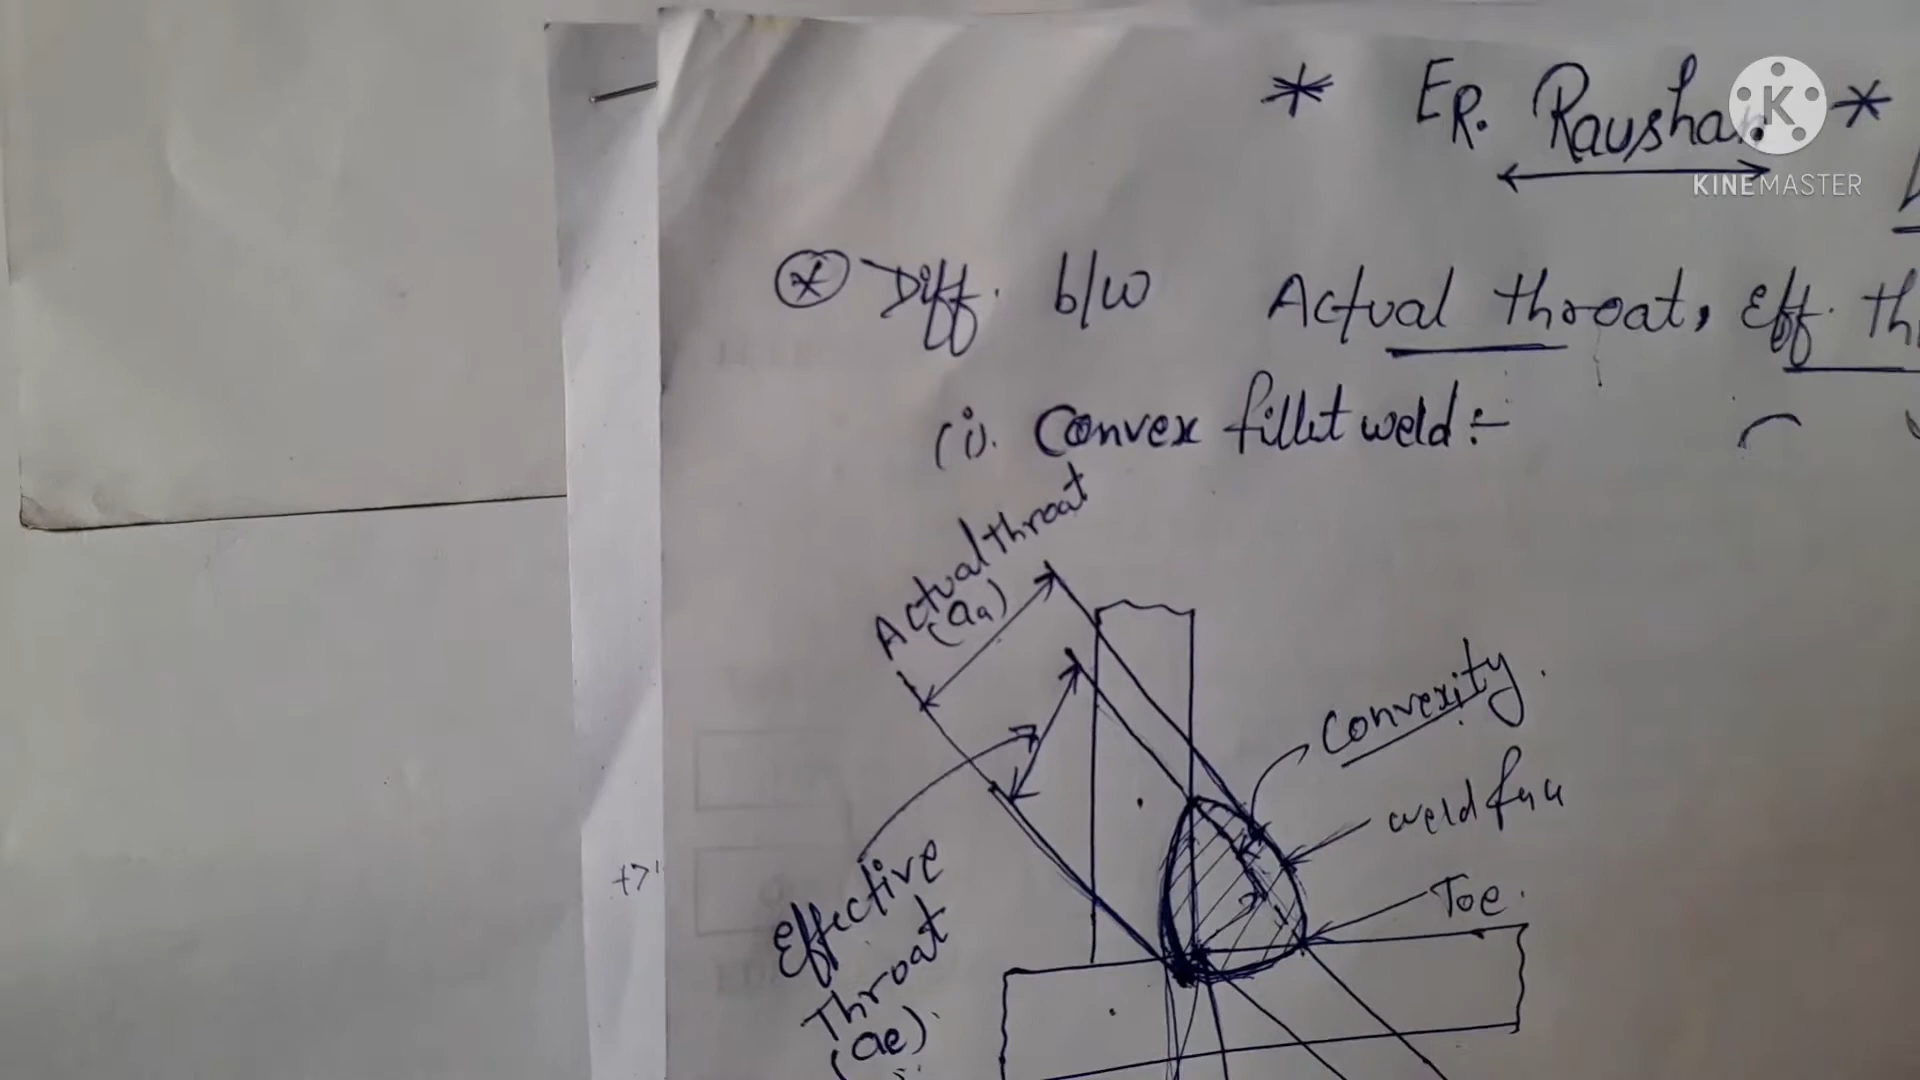 * ER. Raushan *
KINEMASTER
⊛ Diff. b/w Actual throat, Eff. th
(i). Convex fillet weld :-
Actual throat
(aa)
Convexity.
weld face
Toe.
Effective
Throat
(ae).